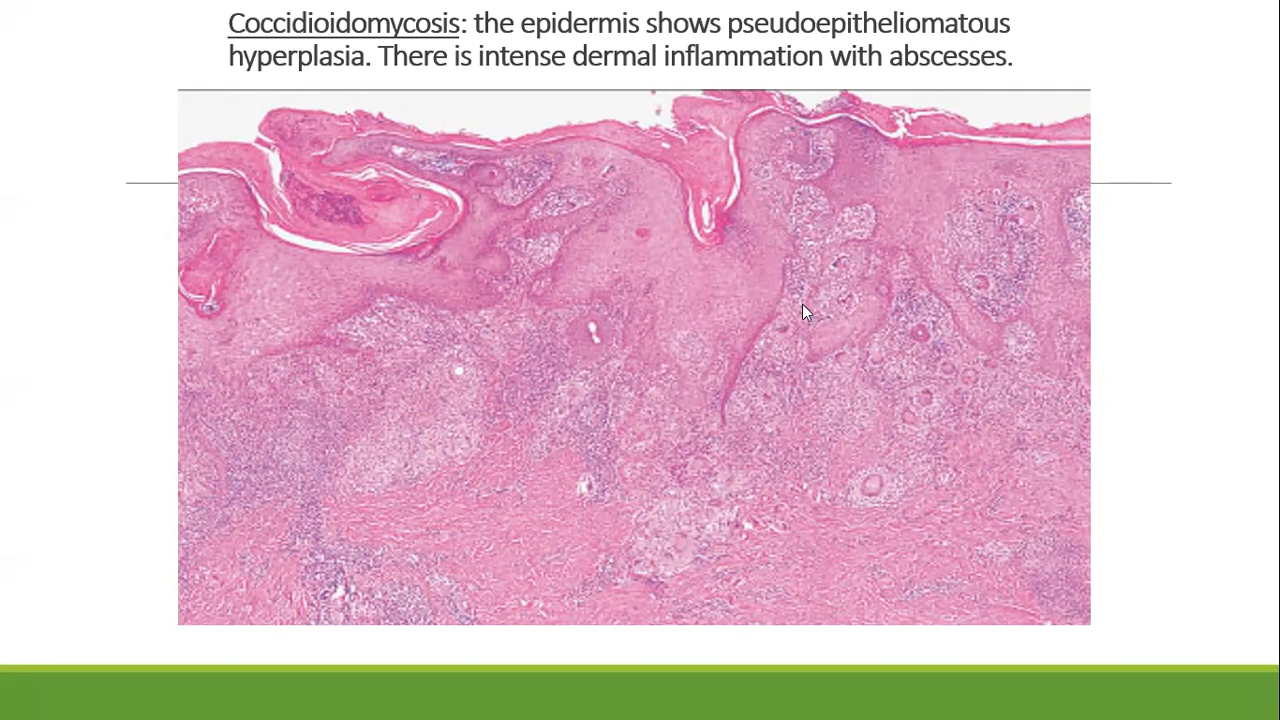 Coccidioidomycosis: the epidermis shows pseudoepitheliomatous
hyperplasia. There is intense dermal inflammation with abscesses.